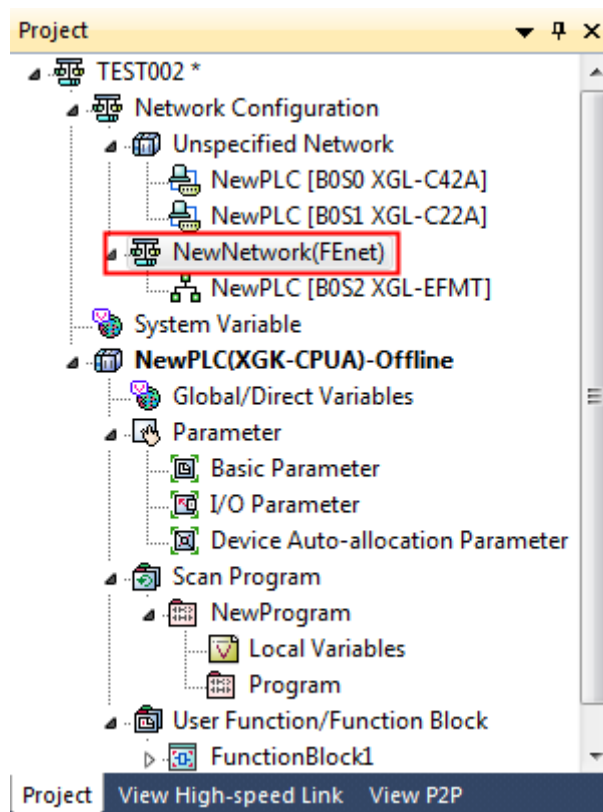 Project
TEST002 *
Network Configuration
Unspecified Network
NewPLC [B0S0 XGL-C42A]
NewPLC [B0S1 XGL-C22A]
NewNetwork(FEnet)
NewPLC [B0S2 XGL-EFMT]
System Variable
NewPLC(XGK-CPUA)-Offline
Global/Direct Variables
Parameter
Basic Parameter
I/O Parameter
Device Auto-allocation Parameter
Scan Program
NewProgram
Local Variables
Program
User Function/Function Block
FunctionBlock1
Project View High-speed Link View P2P